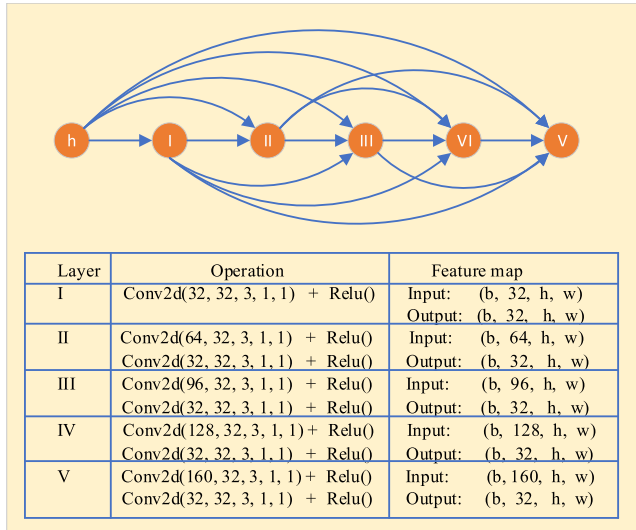 h I II III VI V
Layer Operation Feature map
I Conv2d(32, 32, 3, 1, 1) + Relu() Input: (b, 32, h, w)
Output: (b, 32, h, w)
II Conv2d(64, 32, 3, 1, 1) + Relu() Input: (b, 64, h, w)
Conv2d(32, 32, 3, 1, 1) + Relu() Output: (b, 32, h, w)
III Conv2d(96, 32, 3, 1, 1) + Relu() Input: (b, 96, h, w)
Conv2d(32, 32, 3, 1, 1) + Relu() Output: (b, 32, h, w)
IV Conv2d(128, 32, 3, 1, 1) + Relu() Input: (b, 128, h, w)
Conv2d(32, 32, 3, 1, 1) + Relu() Output: (b, 32, h, w)
V Conv2d(160, 32, 3, 1, 1) + Relu() Input: (b, 160, h, w)
Conv2d(32, 32, 3, 1, 1) + Relu() Output: (b, 32, h, w)